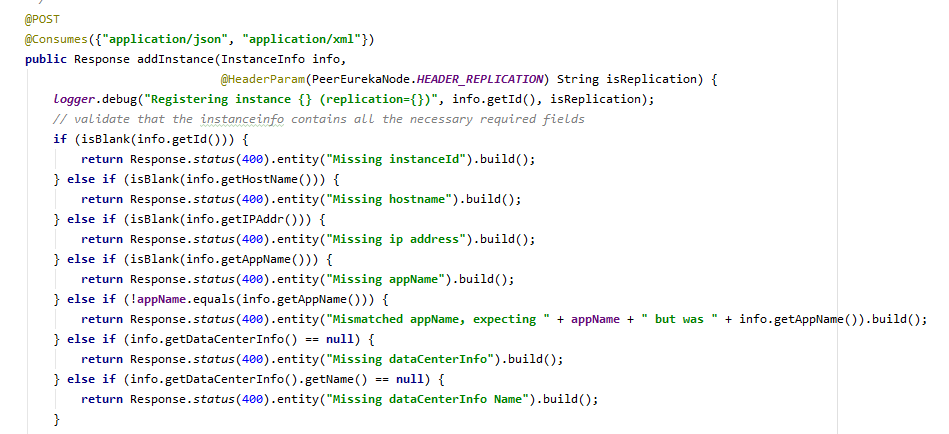 @POST
@Consumes({"application/json", "application/xml"})
public Response addInstance(InstanceInfo info,
                            @HeaderParam(PeerEurekaNode.HEADER_REPLICATION) String isReplication) {
    logger.debug("Registering instance {} (replication={})", info.getId(), isReplication);
    // validate that the instanceinfo contains all the necessary required fields
    if (isBlank(info.getId())) {
        return Response.status(400).entity("Missing instanceId").build();
    } else if (isBlank(info.getHostName())) {
        return Response.status(400).entity("Missing hostname").build();
    } else if (isBlank(info.getIPAddr())) {
        return Response.status(400).entity("Missing ip address").build();
    } else if (isBlank(info.getAppName())) {
        return Response.status(400).entity("Missing appName").build();
    } else if (!appName.equals(info.getAppName())) {
        return Response.status(400).entity("Mismatched appName, expecting " + appName + " but was " + info.getAppName()).build();
    } else if (info.getDataCenterInfo() == null) {
        return Response.status(400).entity("Missing dataCenterInfo").build();
    } else if (info.getDataCenterInfo().getName() == null) {
        return Response.status(400).entity("Missing dataCenterInfo Name").build();
    }